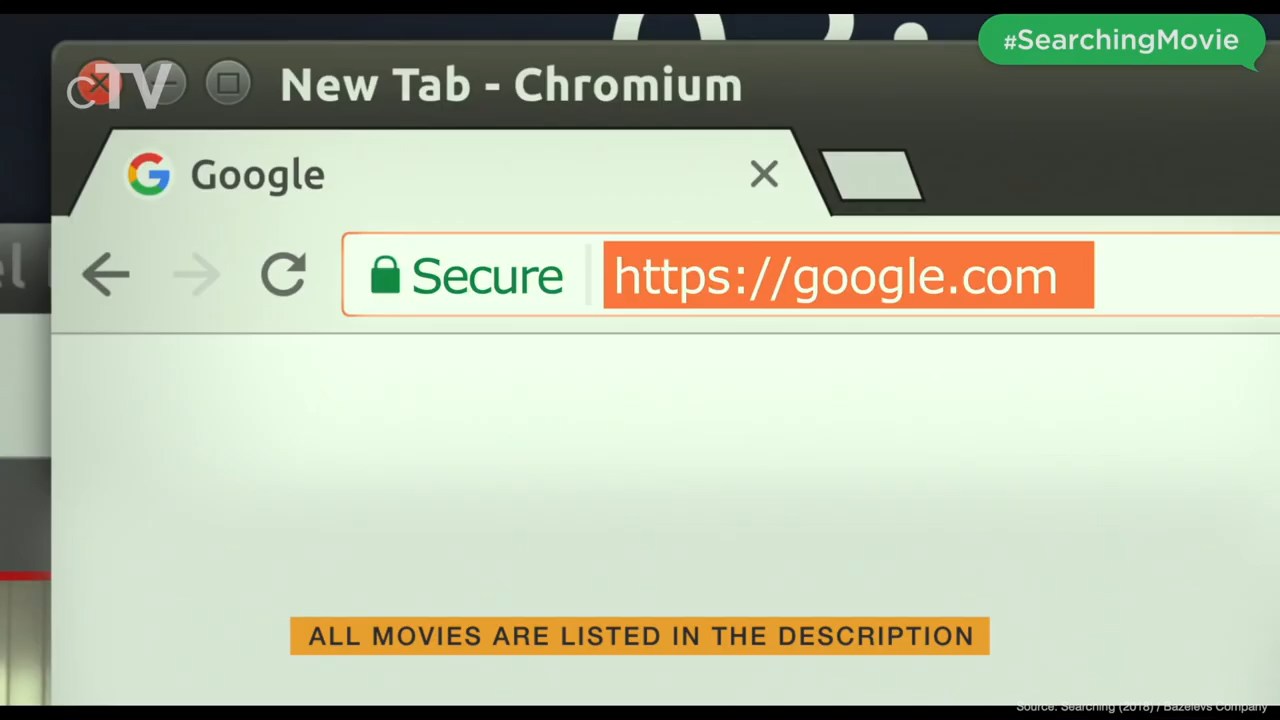 #SearchingMovie
cTV
New Tab - Chromium
Google
Secure
https://google.com
ALL MOVIES ARE LISTED IN THE DESCRIPTION
Source: Searching (2018) / Bazelevs Company